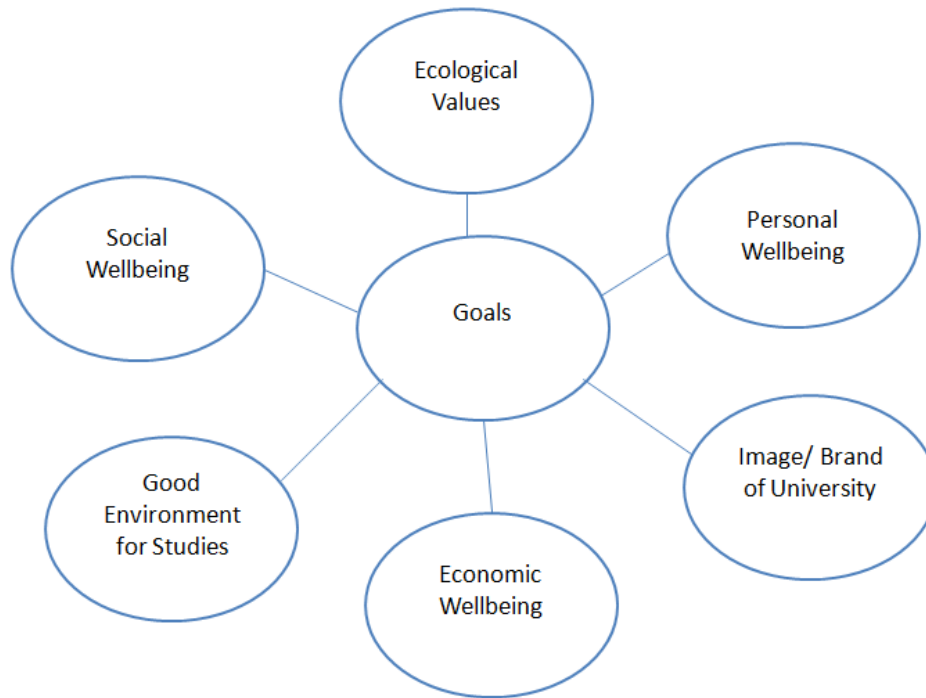 Ecological
Values
Personal
Wellbeing
Social
Wellbeing
Goals
Image/ Brand
of University
Good
Environment
for Studies
Economic
Wellbeing